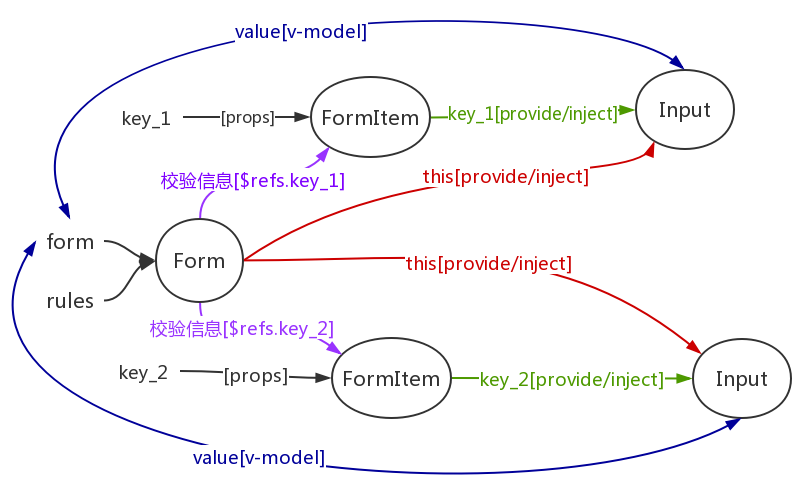 value[v-model]
key_1
[props]
FormItem
key_1[provide/inject]
Input
校验信息[$refs.key_1]
this[provide/inject]
form
Form
this[provide/inject]
rules
校验信息[$refs.key_2]
key_2
[props]
FormItem
key_2[provide/inject]
Input
value[v-model]